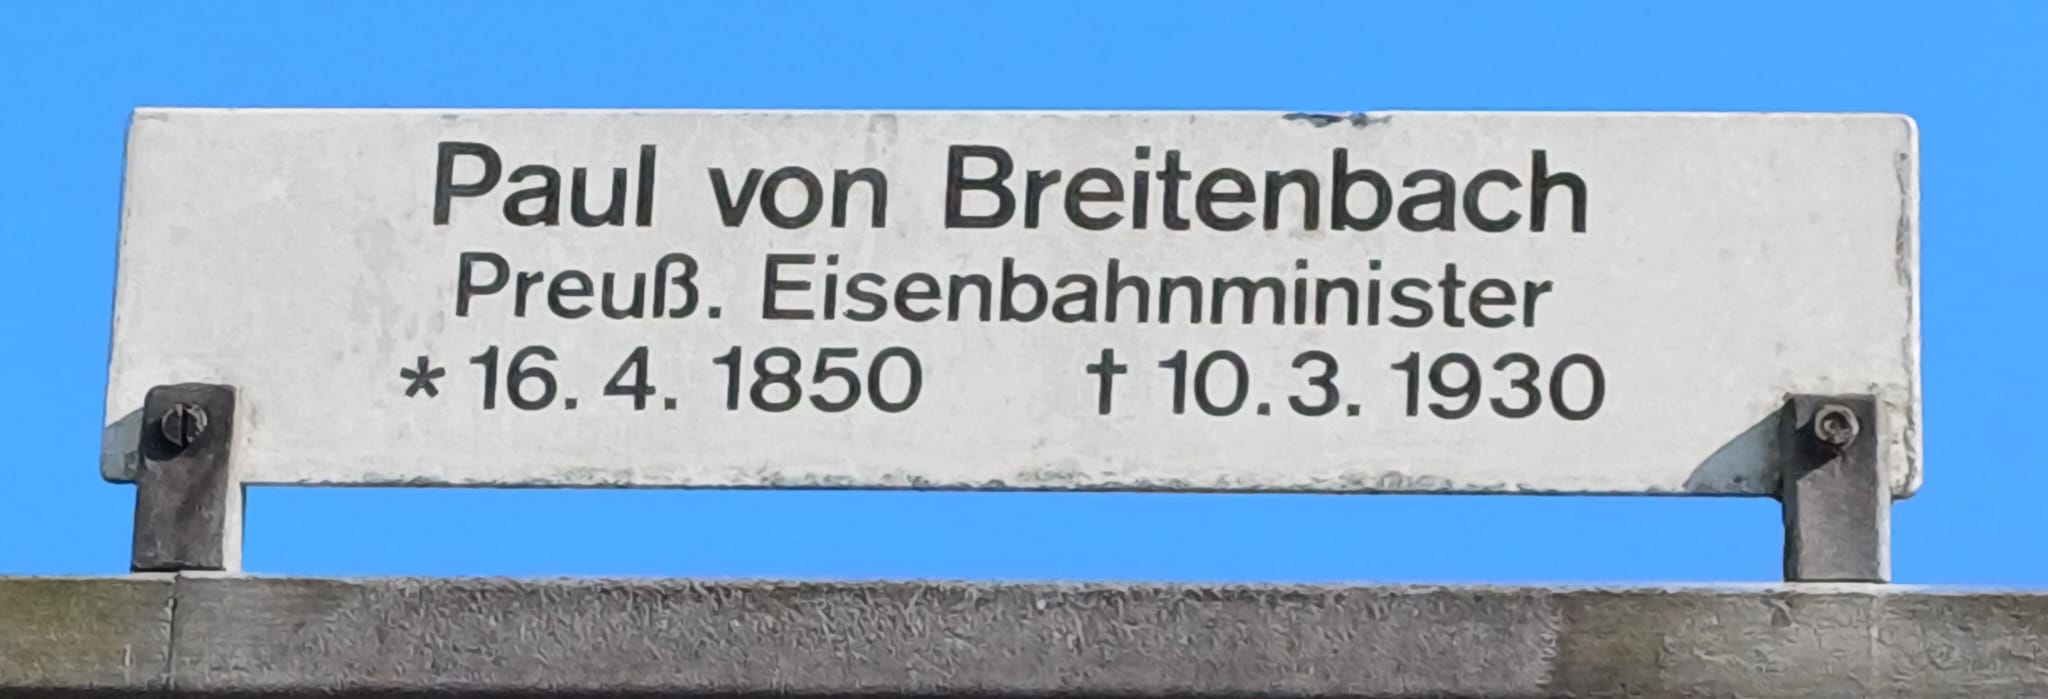 Paul von Breitenbach
Preuß. Eisenbahnminister
* 16. 4. 1850 † 10. 3. 1930